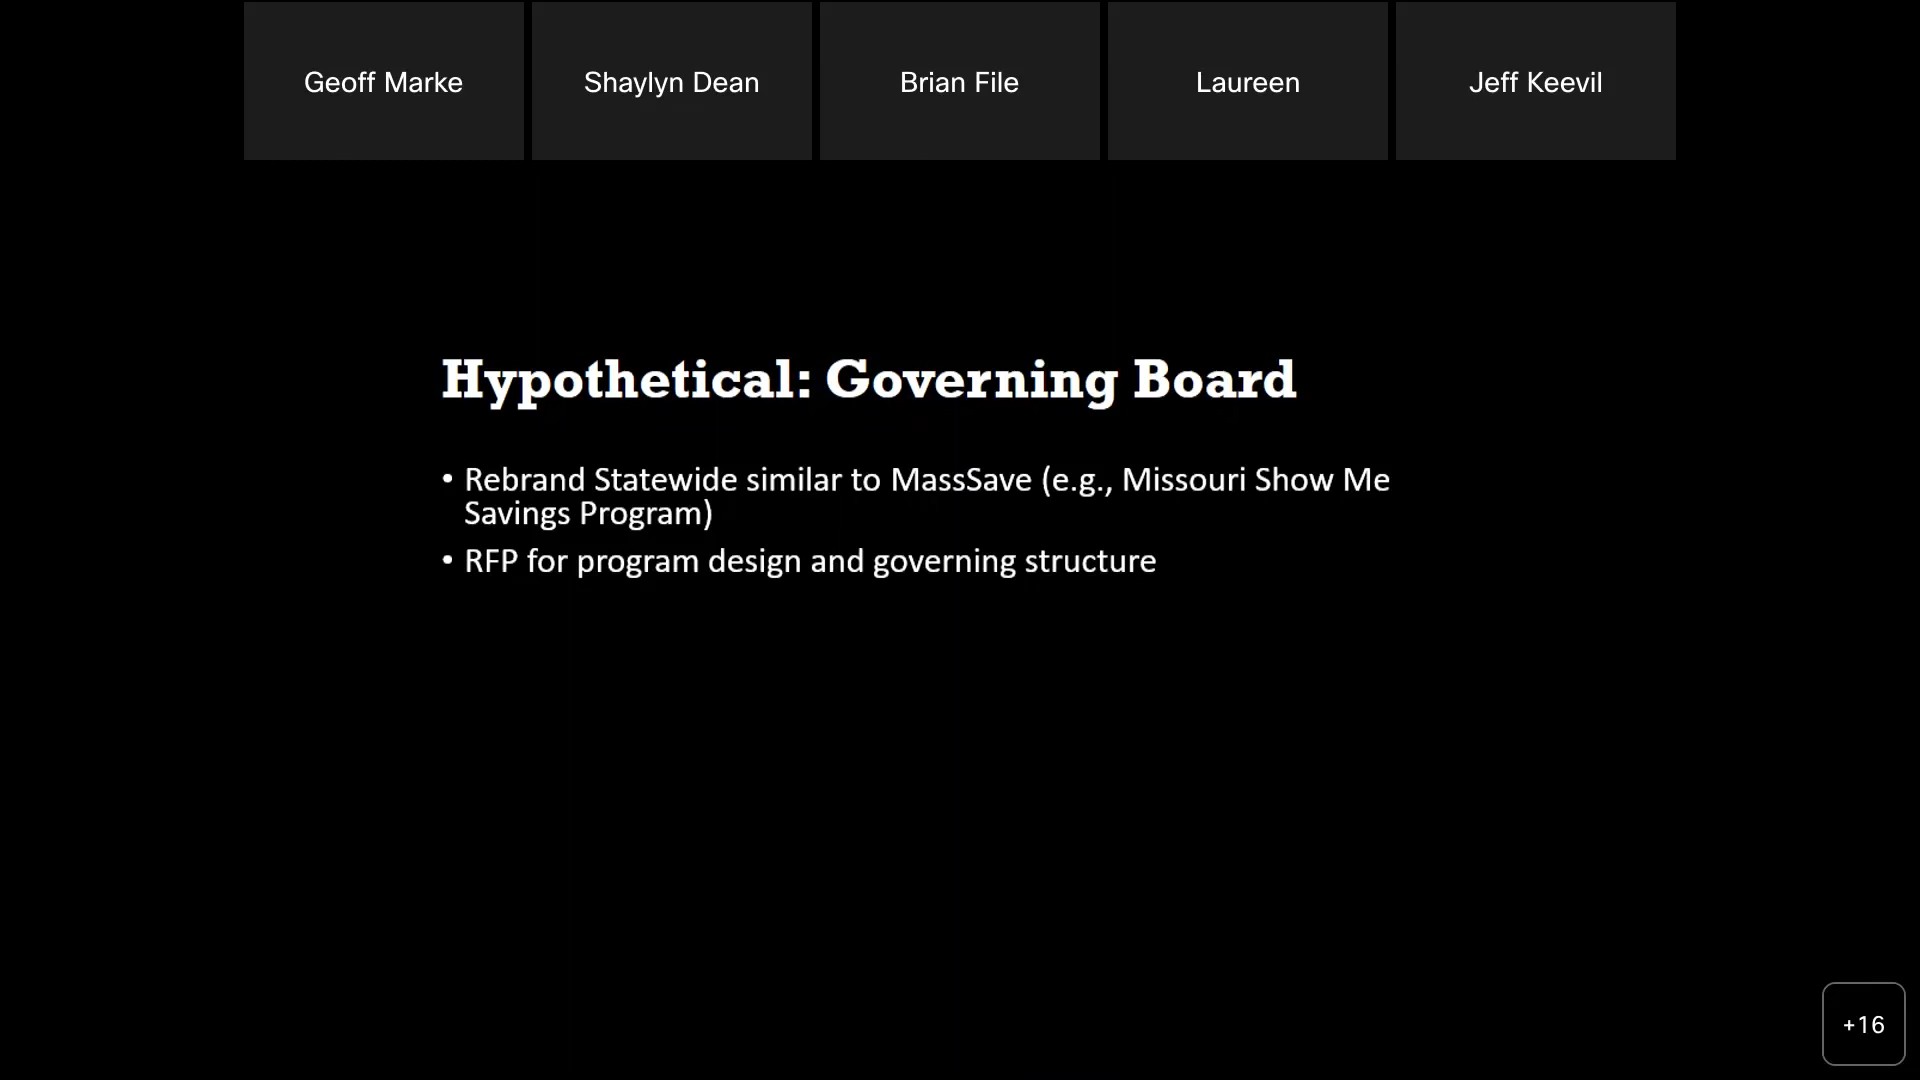 Geoff Marke
Shaylyn Dean
Brian File
Laureen
Jeff Keevil
Hypothetical: Governing Board
• Rebrand Statewide similar to MassSave (e.g., Missouri Show Me
Savings Program)
• RFP for program design and governing structure
+16